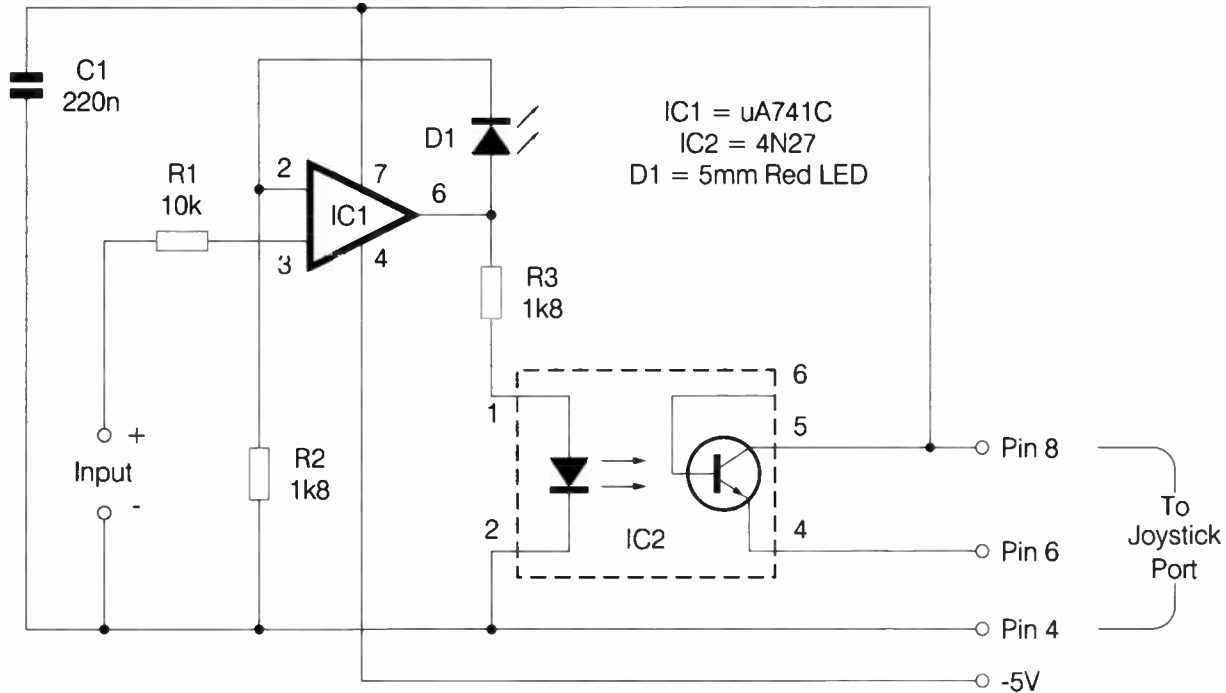 C1
220n
IC1 = uA741C
IC2 = 4N27
D1 = 5mm Red LED
D1
R1
10k
2
7
IC1
6
3
4
R3
1k8
6
1
5
+
Input
-
R2
1k8
2
IC2
4
Pin 8
Pin 6
Pin 4
-5V
To
Joystick
Port